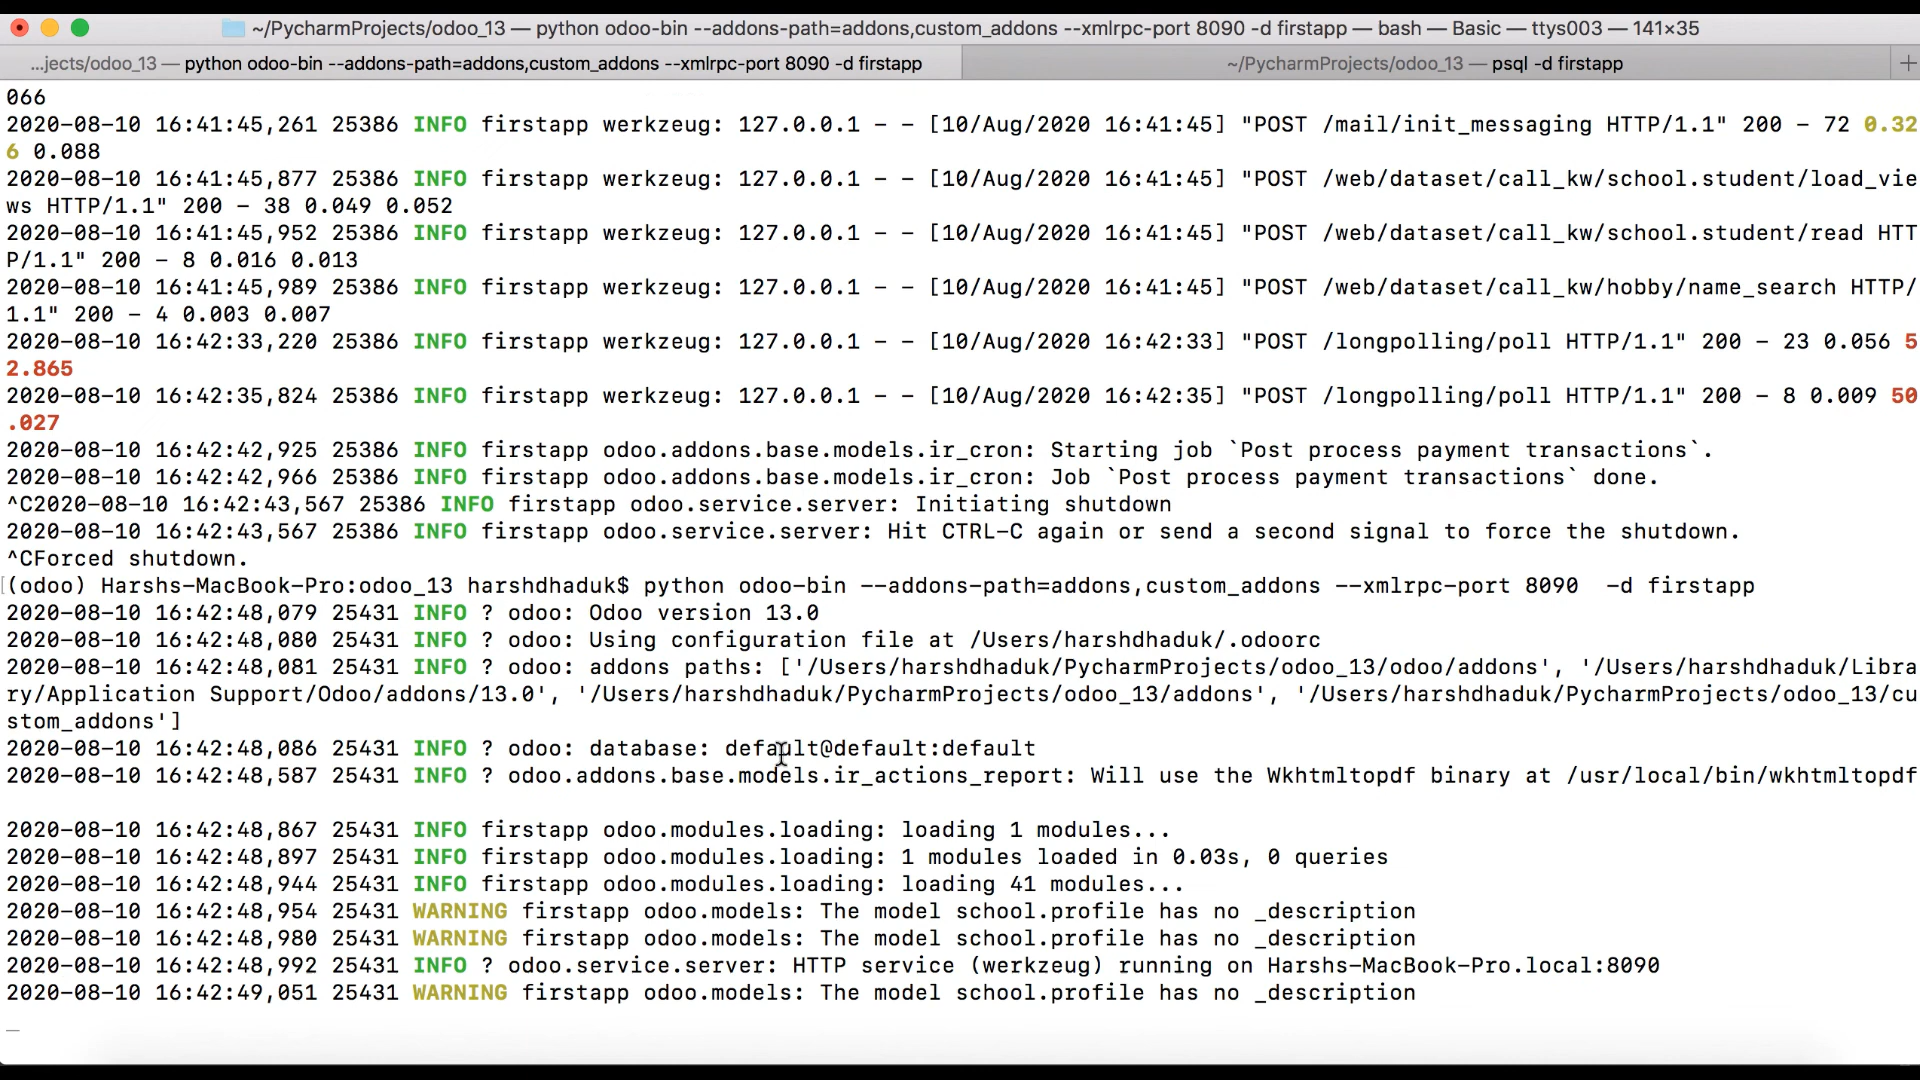 ~/PycharmProjects/odoo_13 — python odoo-bin --addons-path=addons,custom_addons --xmlrpc-port 8090 -d firstapp — bash — Basic — ttys003 — 141×35
...jects/odoo_13 — python odoo-bin --addons-path=addons,custom_addons --xmlrpc-port 8090 -d firstapp
~/PycharmProjects/odoo_13 — psql -d firstapp
+
066
2020-08-10 16:41:45,261 25386 INFO firstapp werkzeug: 127.0.0.1 - - [10/Aug/2020 16:41:45] "POST /mail/init_messaging HTTP/1.1" 200 - 72 0.32
6 0.088
2020-08-10 16:41:45,877 25386 INFO firstapp werkzeug: 127.0.0.1 - - [10/Aug/2020 16:41:45] "POST /web/dataset/call_kw/school.student/load_vie
ws HTTP/1.1" 200 - 38 0.049 0.052
2020-08-10 16:41:45,952 25386 INFO firstapp werkzeug: 127.0.0.1 - - [10/Aug/2020 16:41:45] "POST /web/dataset/call_kw/school.student/read HTT
P/1.1" 200 - 8 0.016 0.013
2020-08-10 16:41:45,989 25386 INFO firstapp werkzeug: 127.0.0.1 - - [10/Aug/2020 16:41:45] "POST /web/dataset/call_kw/hobby/name_search HTTP/
1.1" 200 - 4 0.003 0.007
2020-08-10 16:42:33,220 25386 INFO firstapp werkzeug: 127.0.0.1 - - [10/Aug/2020 16:42:33] "POST /longpolling/poll HTTP/1.1" 200 - 23 0.056 5
2.865
2020-08-10 16:42:35,824 25386 INFO firstapp werkzeug: 127.0.0.1 - - [10/Aug/2020 16:42:35] "POST /longpolling/poll HTTP/1.1" 200 - 8 0.009 50
.027
2020-08-10 16:42:42,925 25386 INFO firstapp odoo.addons.base.models.ir_cron: Starting job `Post process payment transactions`.
2020-08-10 16:42:42,966 25386 INFO firstapp odoo.addons.base.models.ir_cron: Job `Post process payment transactions` done.
^C2020-08-10 16:42:43,567 25386 INFO firstapp odoo.service.server: Initiating shutdown
2020-08-10 16:42:43,567 25386 INFO firstapp odoo.service.server: Hit CTRL-C again or send a second signal to force the shutdown.
^CForced shutdown.
[(odoo) Harshs-MacBook-Pro:odoo_13 harshdhaduk$ python odoo-bin --addons-path=addons,custom_addons --xmlrpc-port 8090  -d firstapp
2020-08-10 16:42:48,079 25431 INFO ? odoo: Odoo version 13.0
2020-08-10 16:42:48,080 25431 INFO ? odoo: Using configuration file at /Users/harshdhaduk/.odoorc
2020-08-10 16:42:48,081 25431 INFO ? odoo: addons paths: ['/Users/harshdhaduk/PycharmProjects/odoo_13/odoo/addons', '/Users/harshdhaduk/Libra
ry/Application Support/Odoo/addons/13.0', '/Users/harshdhaduk/PycharmProjects/odoo_13/addons', '/Users/harshdhaduk/PycharmProjects/odoo_13/cu
stom_addons']
2020-08-10 16:42:48,086 25431 INFO ? odoo: database: default@default:default
2020-08-10 16:42:48,587 25431 INFO ? odoo.addons.base.models.ir_actions_report: Will use the Wkhtmltopdf binary at /usr/local/bin/wkhtmltopdf
2020-08-10 16:42:48,867 25431 INFO firstapp odoo.modules.loading: loading 1 modules...
2020-08-10 16:42:48,897 25431 INFO firstapp odoo.modules.loading: 1 modules loaded in 0.03s, 0 queries
2020-08-10 16:42:48,944 25431 INFO firstapp odoo.modules.loading: loading 41 modules...
2020-08-10 16:42:48,954 25431 WARNING firstapp odoo.models: The model school.profile has no _description
2020-08-10 16:42:48,980 25431 WARNING firstapp odoo.models: The model school.profile has no _description
2020-08-10 16:42:48,992 25431 INFO ? odoo.service.server: HTTP service (werkzeug) running on Harshs-MacBook-Pro.local:8090
2020-08-10 16:42:49,051 25431 WARNING firstapp odoo.models: The model school.profile has no _description